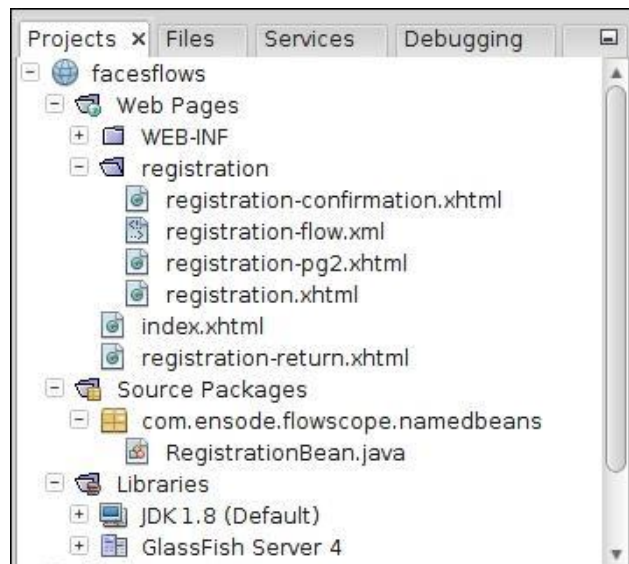 Projects x Files Services Debugging
facesflows
Web Pages
WEB-INF
registration
registration-confirmation.xhtml
registration-flow.xml
registration-pg2.xhtml
registration.xhtml
index.xhtml
registration-return.xhtml
Source Packages
com.ensode.flowscope.namedbeans
RegistrationBean.java
Libraries
JDK 1.8 (Default)
GlassFish Server 4